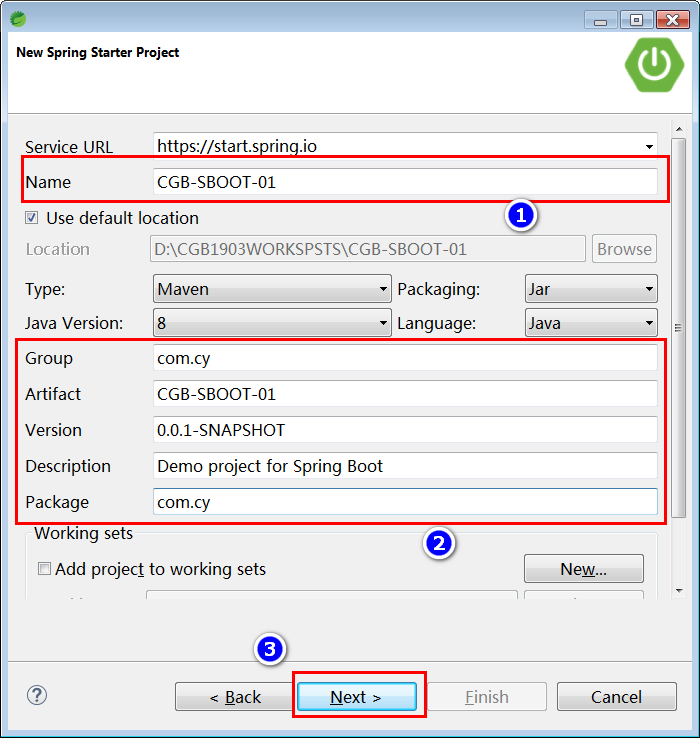 New Spring Starter Project
Service URL https://start.spring.io
Name CGB-SBOOT-01
1
Use default location
Location D:\CGB1903WORKSPSTS\CGB-SBOOT-01 Browse
Type: Maven Packaging: Jar
Java Version: 8 Language: Java
Group com.cy
Artifact CGB-SBOOT-01
Version 0.0.1-SNAPSHOT
Description Demo project for Spring Boot
Package com.cy
Working sets
2
Add project to working sets New...
3
? < Back Next > Finish Cancel